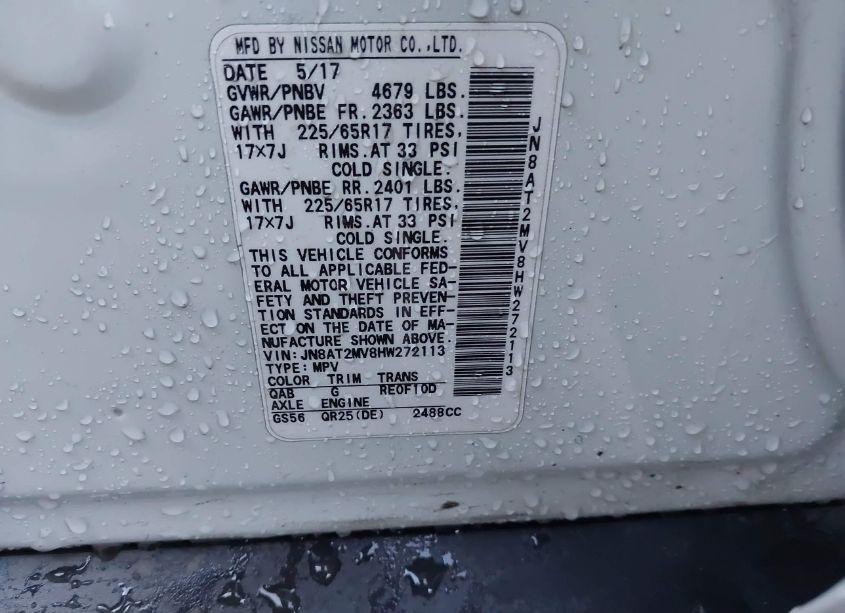 MFD BY NISSAN MOTOR CO.,LTD.
DATE 5/17
GVWR/PNBV 4679 LBS.
GAWR/PNBE FR. 2363 LBS.
WITH 225/65R17 TIRES,
17×7J RIMS. AT 33 PSI
COLD SINGLE.
GAWR/PNBE RR. 2401 LBS.
WITH 225/65R17 TIRES,
17×7J RIMS. AT 33 PSI
COLD SINGLE.
THIS VEHICLE CONFORMS
TO ALL APPLICABLE FED-
ERAL MOTOR VEHICLE SA-
FETY AND THEFT PREVEN-
TION STANDARDS IN EFF-
ECT ON THE DATE OF MA-
NUFACTURE SHOWN ABOVE.
VIN: JN8AT2MV8HW272113
TYPE: MPV
COLOR TRIM TRANS
QAB G RE0F10D
AXLE ENGINE
GS56 QR25(DE) 2488CC
JN8AT2MV8HW272113